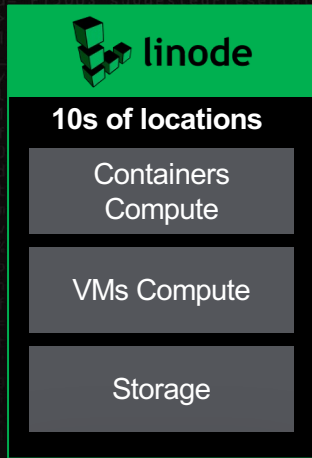 linode
10s of locations
Containers
Compute
VMs Compute
Storage